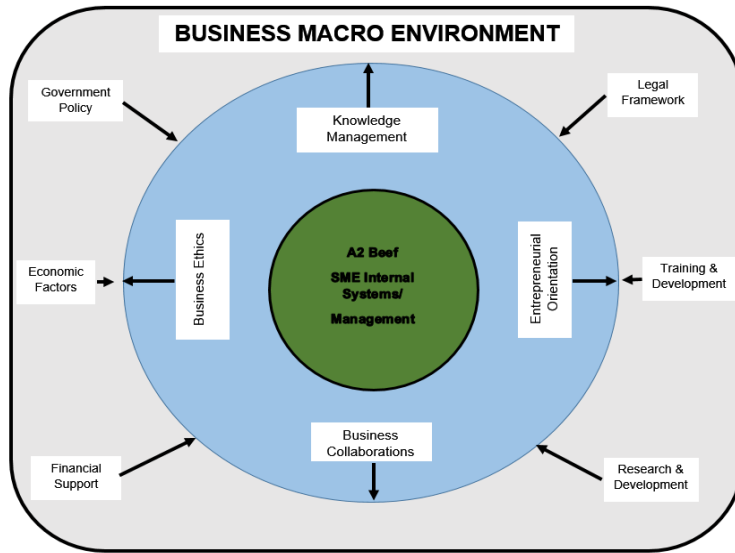 BUSINESS MACRO ENVIRONMENT
Government
Policy
Legal
Framework
Knowledge
Management
Economic
Factors
Business Ethics
A2 Beef
SME Internal
Systems/
Management
Entrepreneurial
Orientation
Training &
Development
Business
Collaborations
Financial
Support
Research &
Development